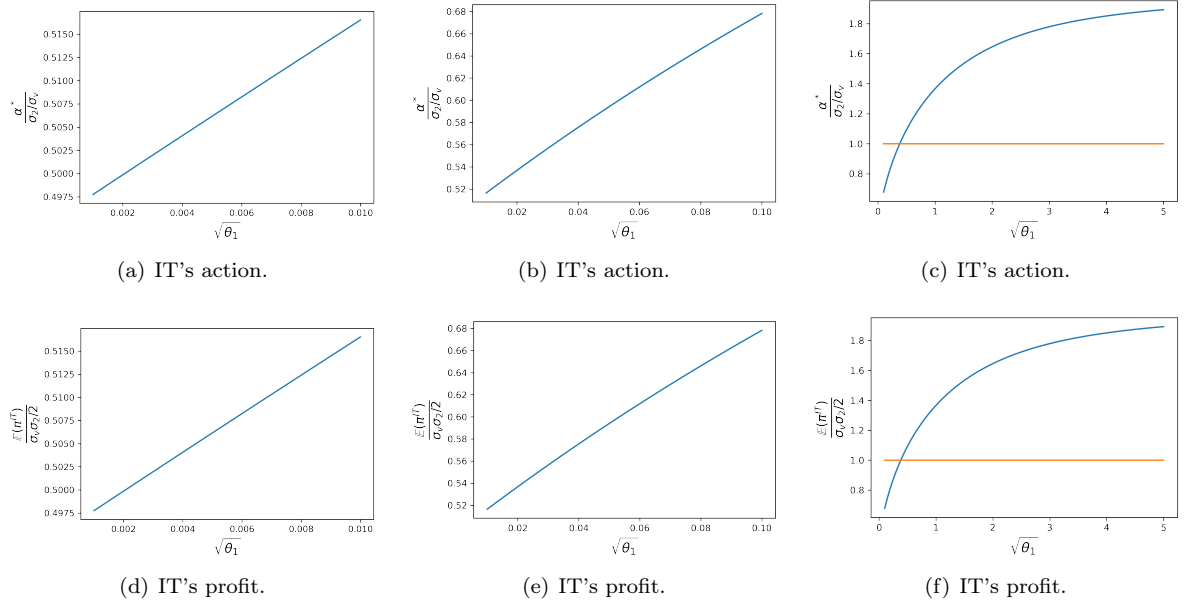 0.5150
0.5125
0.5100
0.5075
0.5050
0.5025
0.5000
0.4975
α*
σ₂/σᵥ
0.002 0.004 0.006 0.008 0.010
√θ₁
(a) IT's action.
0.68
0.66
0.64
0.62
0.60
0.58
0.56
0.54
0.52
α*
σ₂/σᵥ
0.02 0.04 0.06 0.08 0.10
√θ₁
(b) IT's action.
1.8
1.6
1.4
1.2
1.0
0.8
α*
σ₂/σᵥ
0 1 2 3 4 5
√θ₁
(c) IT's action.
0.5150
0.5125
0.5100
0.5075
0.5050
0.5025
0.5000
0.4975
𝔼(π^{IT})
σᵥσ₂/2
0.002 0.004 0.006 0.008 0.010
√θ₁
(d) IT's profit.
0.68
0.66
0.64
0.62
0.60
0.58
0.56
0.54
0.52
𝔼(π^{IT})
σᵥσ₂/2
0.02 0.04 0.06 0.08 0.10
√θ₁
(e) IT's profit.
1.8
1.6
1.4
1.2
1.0
0.8
𝔼(π^{IT})
σᵥσ₂/2
0 1 2 3 4 5
√θ₁
(f) IT's profit.